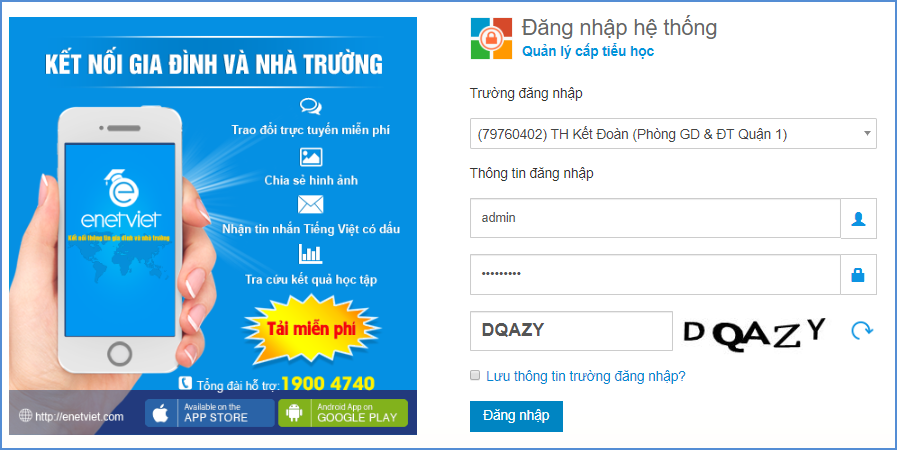 KẾT NỐI GIA ĐÌNH VÀ NHÀ TRƯỜNG
Trao đổi trực tuyến miễn phí
Chia sẻ hình ảnh
Nhận tin nhắn Tiếng Việt có dấu
Tra cứu kết quả học tập
enetviet
Kết nối thông tin gia đình và nhà trường
Tải miễn phí
Tổng đài hỗ trợ: 1900 4740
http://enetviet.com
Available on the
APP STORE
Android App on
GOOGLE PLAY
Đăng nhập hệ thống
Quản lý cấp tiểu học
Trường đăng nhập
(79760402) TH Kết Đoàn (Phòng GD & ĐT Quận 1)
Thông tin đăng nhập
admin
•••••••••
DQAZY
DQAZY
Lưu thông tin trường đăng nhập?
Đăng nhập